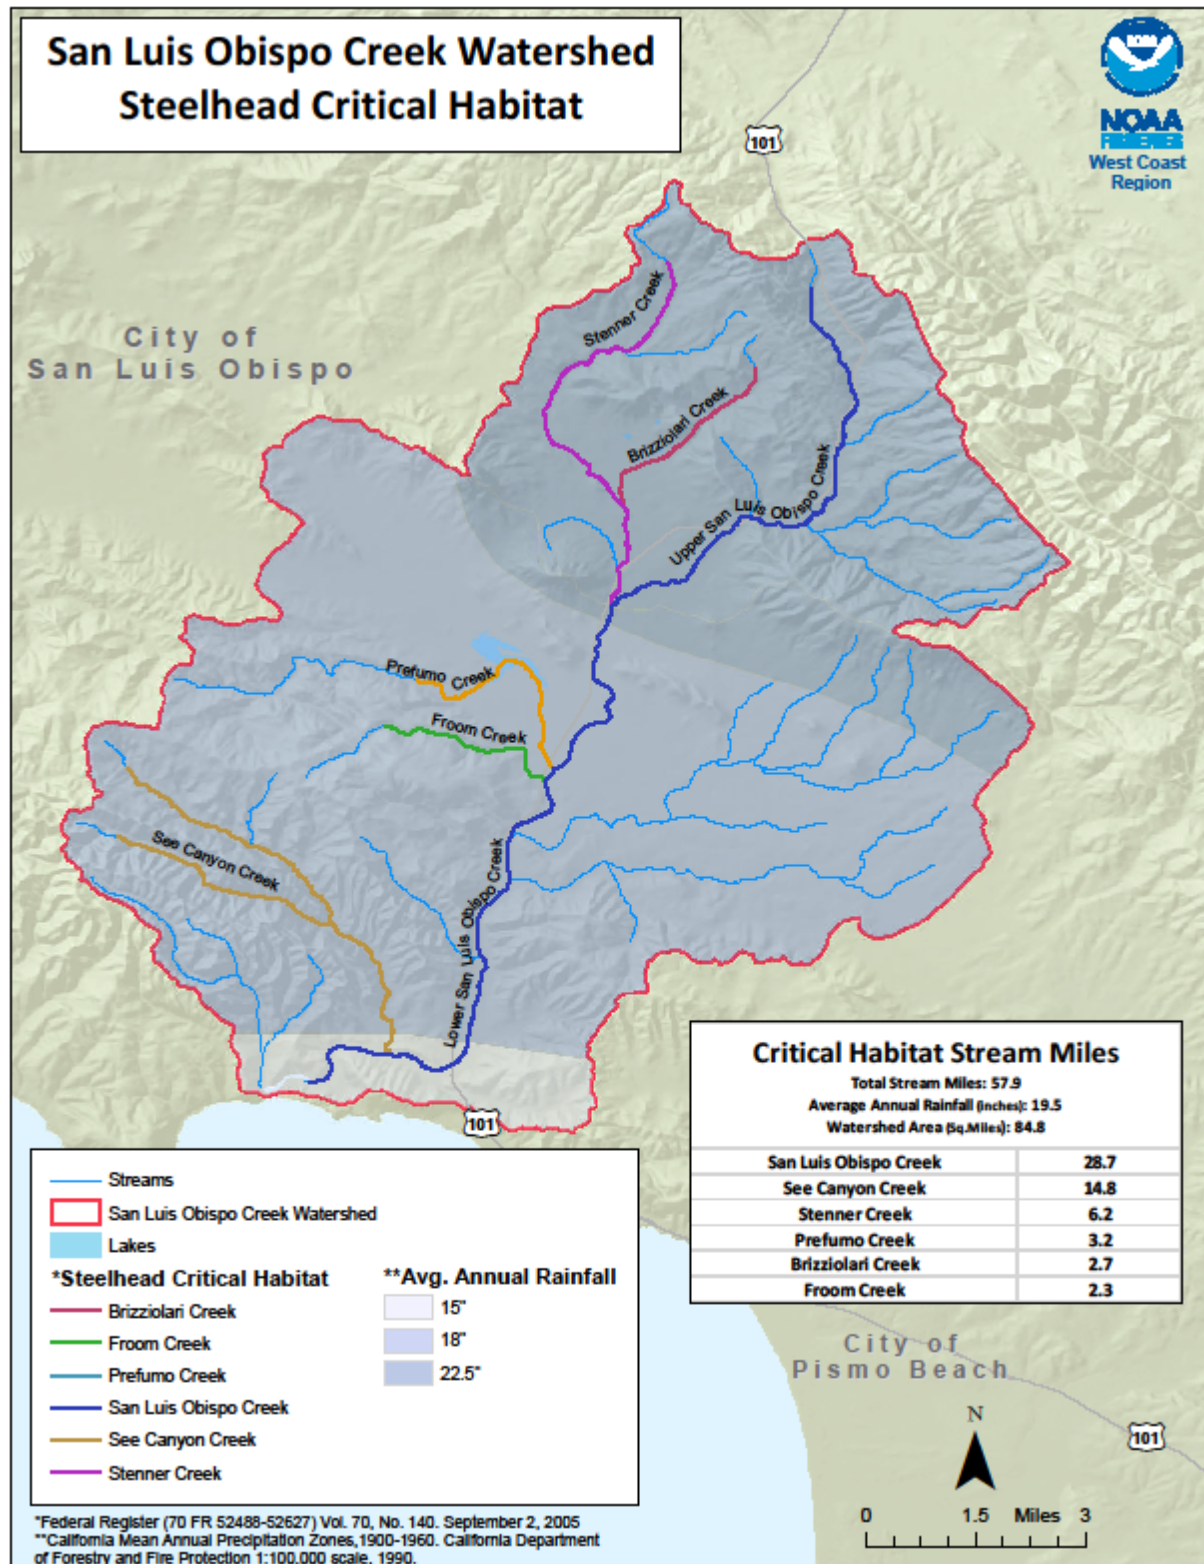 San Luis Obispo Creek Watershed
Steelhead Critical Habitat
NOAA
NOAA
FISHERIES
West Coast
Region
101
City of
San Luis Obispo
Stenner Creek
Brizziolari Creek
Upper San Luis Obispo Creek
Prefumo Creek
Froom Creek
See Canyon Creek
Lower San Luis Obispo Creek
101
Critical Habitat Stream Miles
Total Stream Miles: 57.9
Average Annual Rainfall (inches): 19.5
Watershed Area (Sq.Miles): 84.8
San Luis Obispo Creek 28.7
See Canyon Creek 14.8
Stenner Creek 6.2
Prefumo Creek 3.2
Brizziolari Creek 2.7
Froom Creek 2.3
Streams
San Luis Obispo Creek Watershed
Lakes
*Steelhead Critical Habitat
Brizziolari Creek
Froom Creek
Prefumo Creek
San Luis Obispo Creek
See Canyon Creek
Stenner Creek
**Avg. Annual Rainfall
15"
18"
22.5"
City of
Pismo Beach
101
N
0 1.5 Miles 3
*Federal Register (70 FR 52488-52627) Vol. 70, No. 140. September 2, 2005
**California Mean Annual Precipitation Zones,1900-1960. California Department
of Forestry and Fire Protection 1:100,000 scale, 1990.